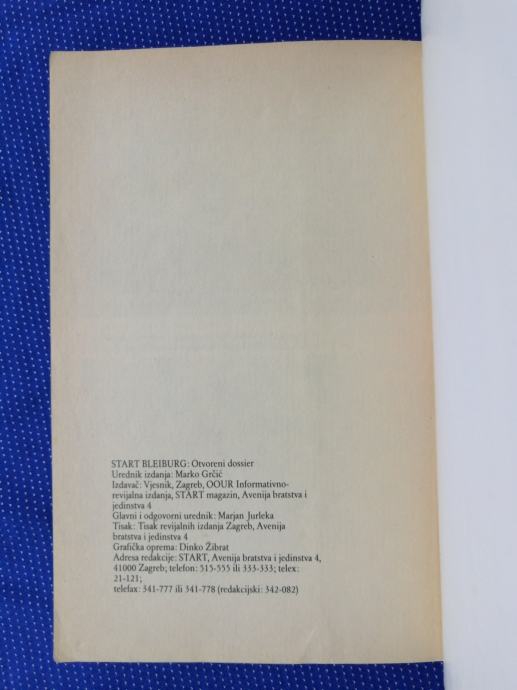 START BLEIBURG: Otvoreni dossier
Urednik izdanja: Marko Grčić
Izdavač: Vjesnik, Zagreb, OOUR Informativno-
revijalna izdanja, START magazin, Avenija bratstva i
jedinstva 4
Glavni i odgovorni urednik: Marjan Jurleka
Tisak: Tisak revijalnih izdanja Zagreb, Avenija
bratstva i jedinstva 4
Grafička oprema: Dinko Žibrat
Adresa redakcije: START, Avenija bratstva i jedinstva 4,
41000 Zagreb; telefon: 515-555 ili 333-333; telex:
21-121;
telefax: 341-777 ili 341-778 (redakcijski: 342-082)